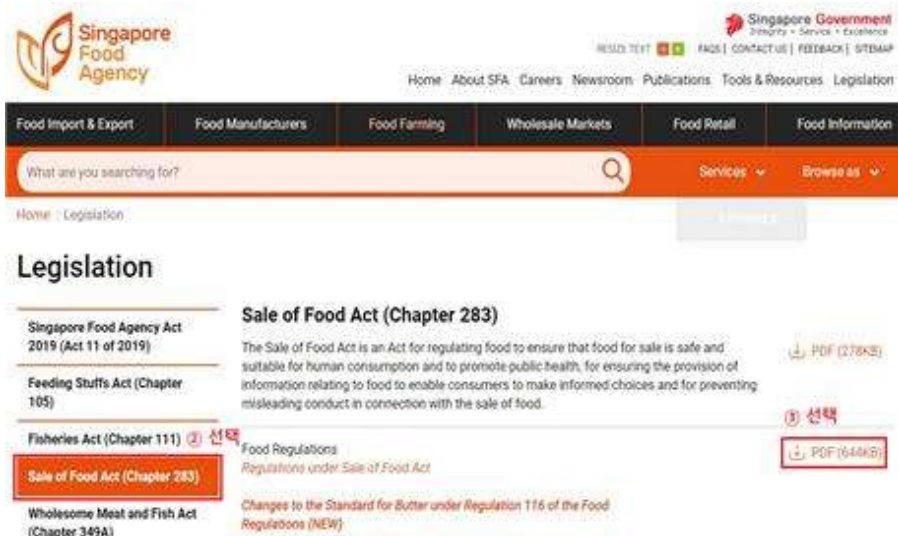 Singapore
Food
Agency
Singapore Government
Integrity • Service • Excellence
RESIZE TEXT FAQS | CONTACT US | FEEDBACK | SITEMAP
Home About SFA Careers Newsroom Publications Tools & Resources Legislation
Food Import & Export Food Manufacturers Food Farming Wholesale Markets Food Retail Food Information
What are you searching for? Services Browse as
Home : Legislation
Legislation
Singapore Food Agency Act
2019 (Act 11 of 2019)
Feeding Stuffs Act (Chapter
105)
Fisheries Act (Chapter 111) ② 선택
Sale of Food Act (Chapter 283)
Wholesome Meat and Fish Act
(Chapter 349A)
Sale of Food Act (Chapter 283)
The Sale of Food Act is an Act for regulating food to ensure that food for sale is safe and
suitable for human consumption and to promote public health, for ensuring the provision of
information relating to food to enable consumers to make informed choices and for preventing
misleading conduct in connection with the sale of food.
PDF (278KB)
③ 선택
Food Regulations
Regulations under Sale of Food Act
PDF (644KB)
Changes to the Standard for Butter under Regulation 116 of the Food
Regulations (NEW)